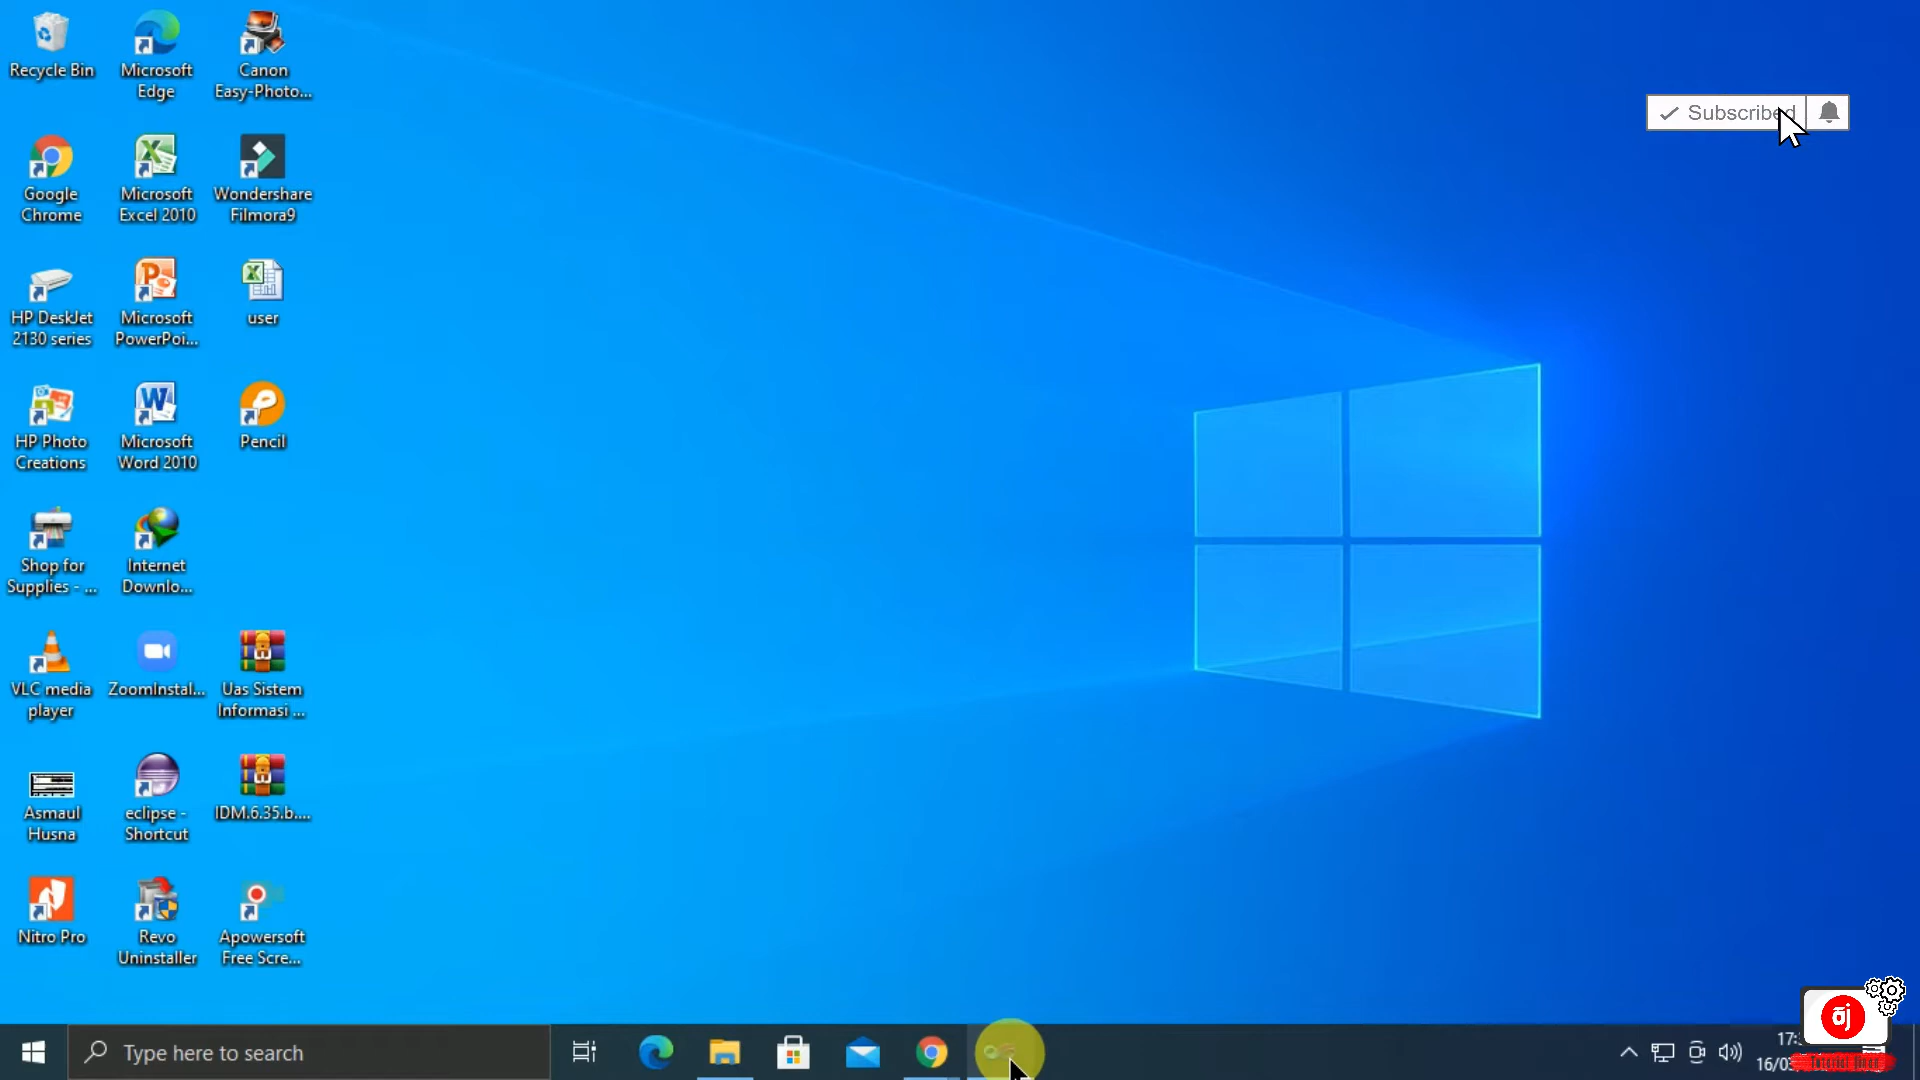 Recycle Bin
Microsoft
Edge
Canon
Easy-Photo...
Subscribed
Google
Chrome
Microsoft
Excel 2010
Wondershare
Filmora9
HP DeskJet
2130 series
Microsoft
PowerPoi...
user
HP Photo
Creations
Microsoft
Word 2010
Pencil
Shop for
Supplies - ...
Internet
Downlo...
VLC media
player
ZoomInstal...
Uas Sistem
Informasi ...
Asmaul
Husna
eclipse -
Shortcut
IDM.6.35.b....
Nitro Pro
Revo
Uninstaller
Apowersoft
Free Scre...
Type here to search
17:
16/03